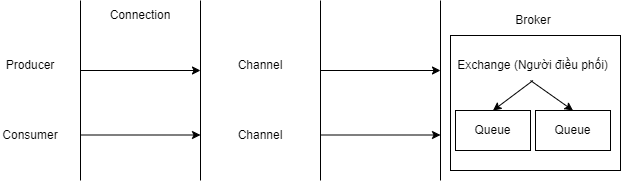 Connection
Broker
Producer
Channel
Exchange (Người điều phối)
Consumer
Channel
Queue
Queue